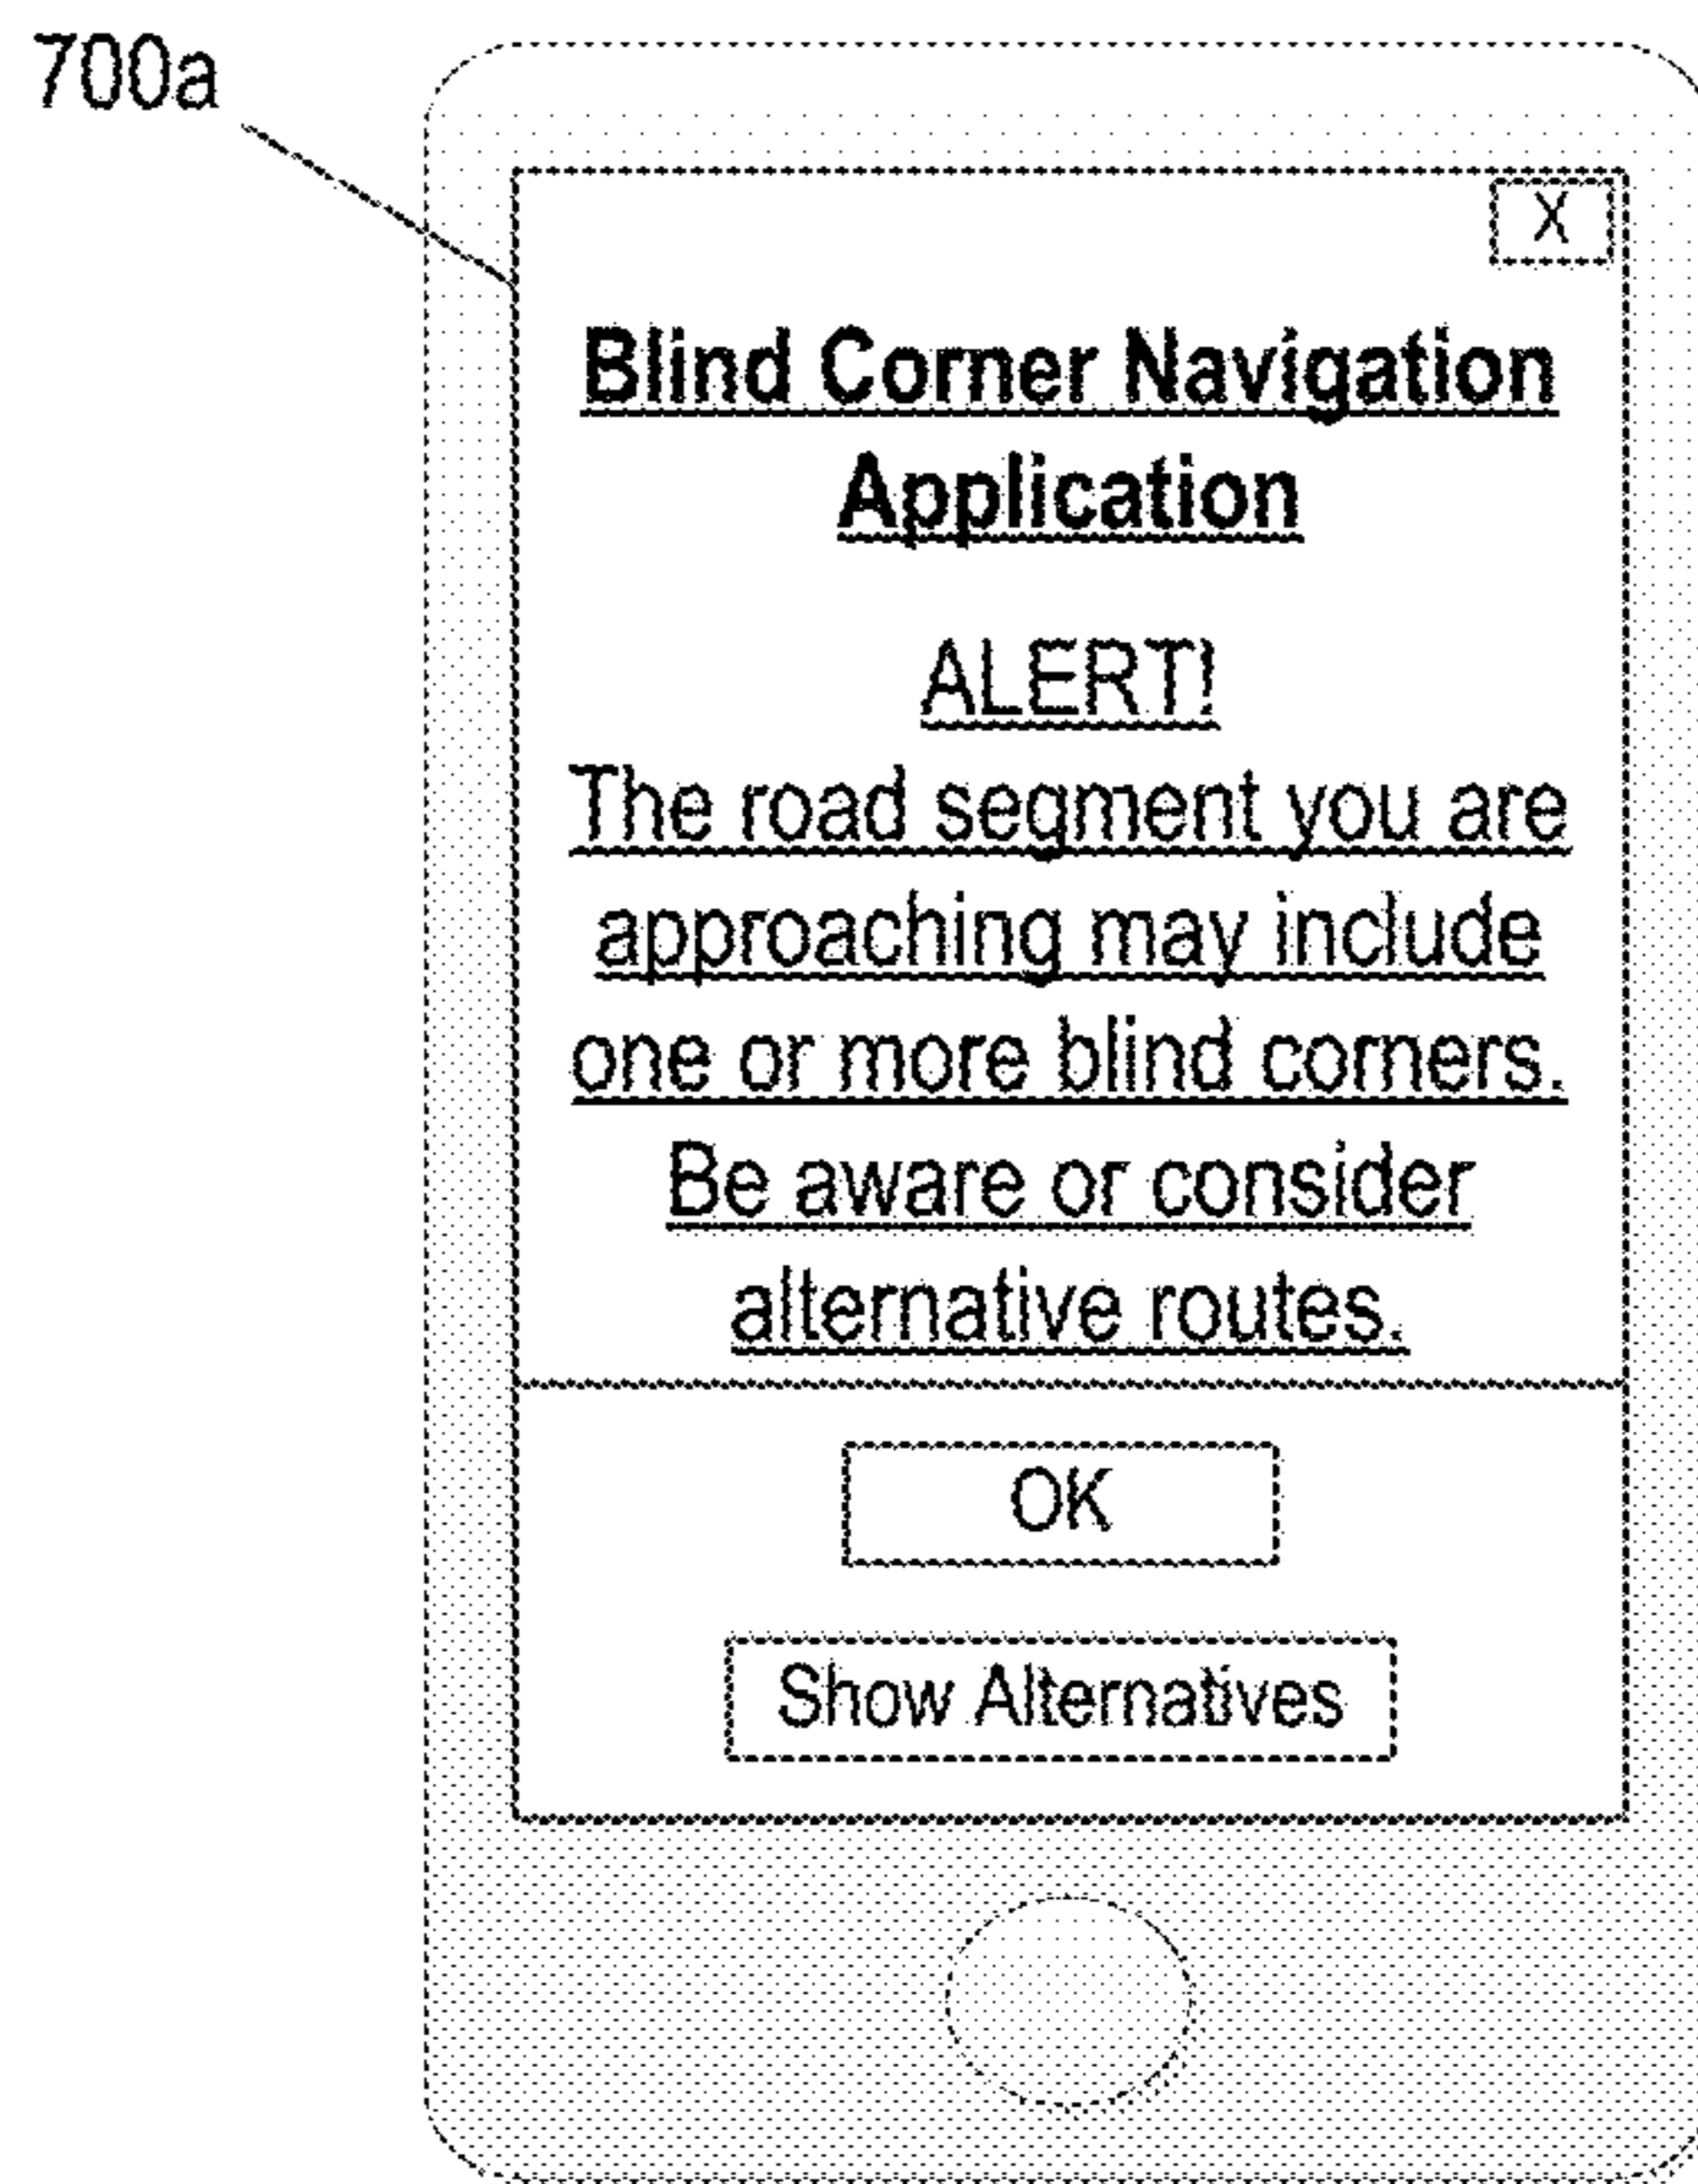 700a
X
Blind Corner Navigation
Application
ALERT!
The road segment you are
approaching may include
one or more blind corners.
Be aware or consider
alternative routes.
OK
Show Alternatives